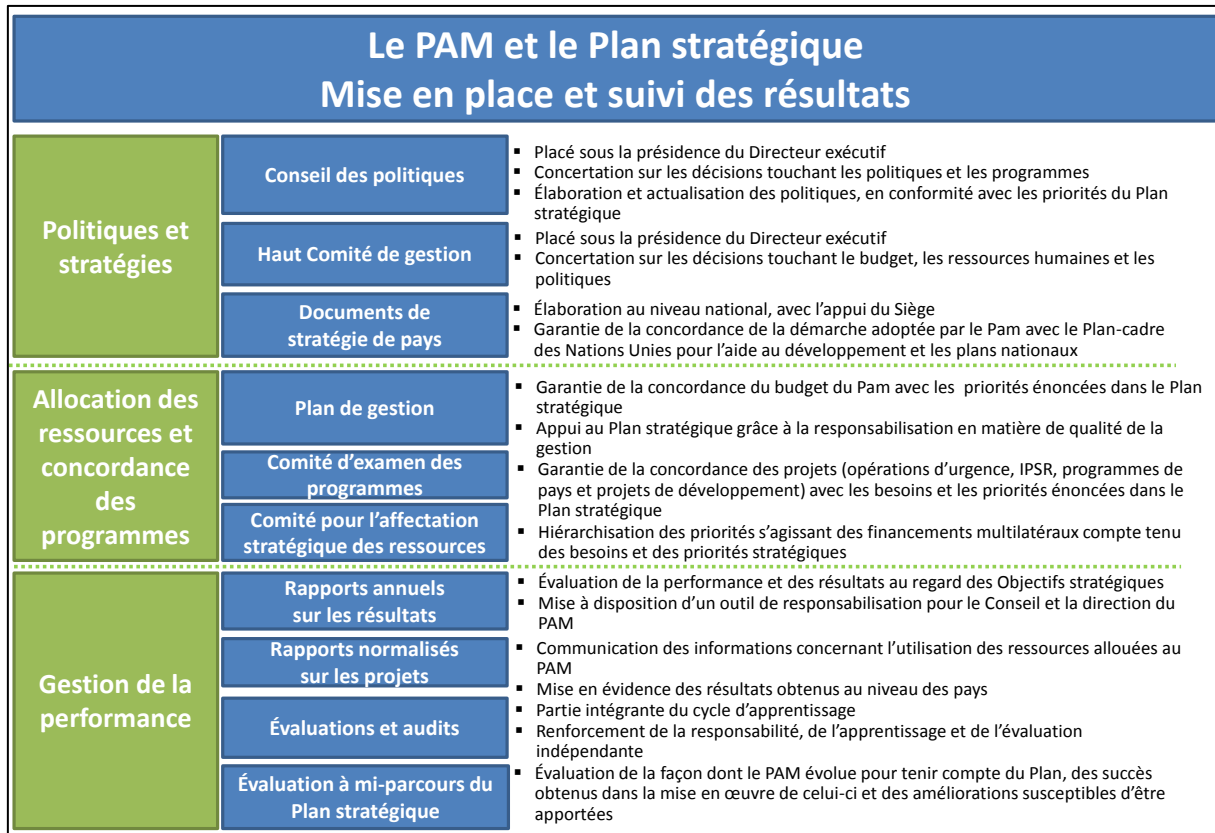 Le PAM et le Plan stratégique
Mise en place et suivi des résultats
Politiques et
stratégies
Conseil des politiques
▪ Placé sous la présidence du Directeur exécutif
▪ Concertation sur les décisions touchant les politiques et les programmes
▪ Élaboration et actualisation des politiques, en conformité avec les priorités du Plan
stratégique
Haut Comité de gestion
▪ Placé sous la présidence du Directeur exécutif
▪ Concertation sur les décisions touchant le budget, les ressources humaines et les
politiques
Documents de
stratégie de pays
▪ Élaboration au niveau national, avec l’appui du Siège
▪ Garantie de la concordance de la démarche adoptée par le Pam avec le Plan-cadre
des Nations Unies pour l’aide au développement et les plans nationaux
Allocation des
ressources et
concordance
des
programmes
Plan de gestion
▪ Garantie de la concordance du budget du Pam avec les priorités énoncées dans le Plan
stratégique
▪ Appui au Plan stratégique grâce à la responsabilisation en matière de qualité de la
gestion
Comité d’examen des
programmes
▪ Garantie de la concordance des projets (opérations d’urgence, IPSR, programmes de
pays et projets de développement) avec les besoins et les priorités énoncées dans le
Plan stratégique
Comité pour l’affectation
stratégique des ressources
▪ Hiérarchisation des priorités s’agissant des financements multilatéraux compte tenu
des besoins et des priorités stratégiques
Gestion de la
performance
Rapports annuels
sur les résultats
▪ Évaluation de la performance et des résultats au regard des Objectifs stratégiques
▪ Mise à disposition d’un outil de responsabilisation pour le Conseil et la direction du
PAM
Rapports normalisés
sur les projets
▪ Communication des informations concernant l’utilisation des ressources allouées au
PAM
▪ Mise en évidence des résultats obtenus au niveau des pays
Évaluations et audits
▪ Partie intégrante du cycle d’apprentissage
▪ Renforcement de la responsabilité, de l’apprentissage et de l’évaluation
indépendante
Évaluation à mi-parcours du
Plan stratégique
▪ Évaluation de la façon dont le PAM évolue pour tenir compte du Plan, des succès
obtenus dans la mise en œuvre de celui-ci et des améliorations susceptibles d’être
apportées